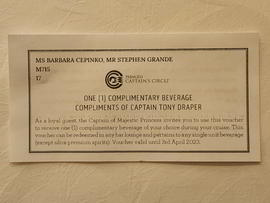 MS BARBARA CEPINKO, MR STEPHEN GRANDE
M715
17
PRINCESS
CAPTAIN'S CIRCLE
ONE (1) COMPLIMENTARY BEVERAGE
COMPLIMENTS OF CAPTAIN TONY DRAPER
As a loyal guest, the Captain of Majestic Princess invites you to use this voucher
to receive one (1) complimentary beverage of your choice during your cruise. This
voucher can be redeemed in any bar lounge and pertains to any single unit beverage
(except silica premium spirits). Voucher valid until 2nd April 2023.